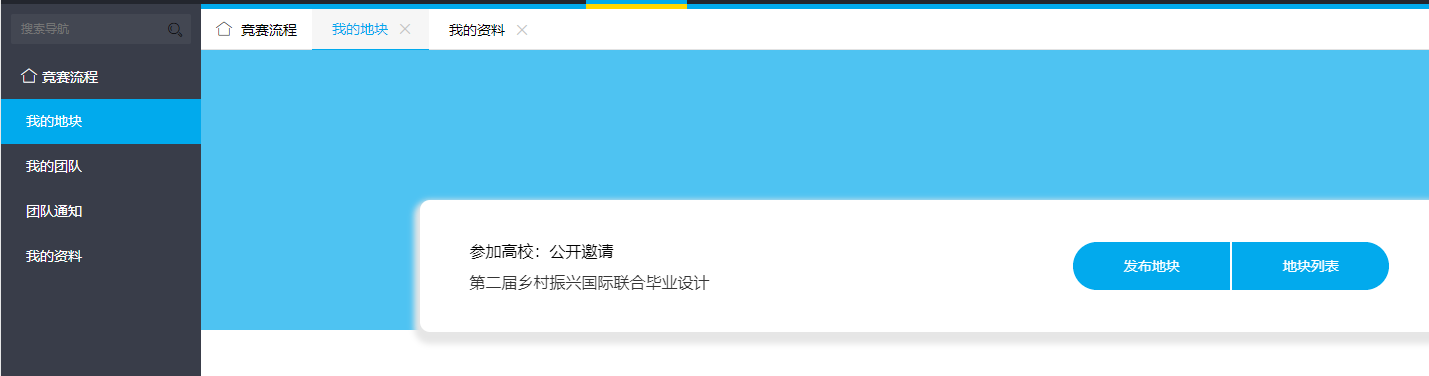 搜索导航
竞赛流程
我的地块
我的团队
团队通知
我的资料
竞赛流程
我的地块
我的资料
参加高校：公开邀请
第二届乡村振兴国际联合毕业设计
发布地块
地块列表